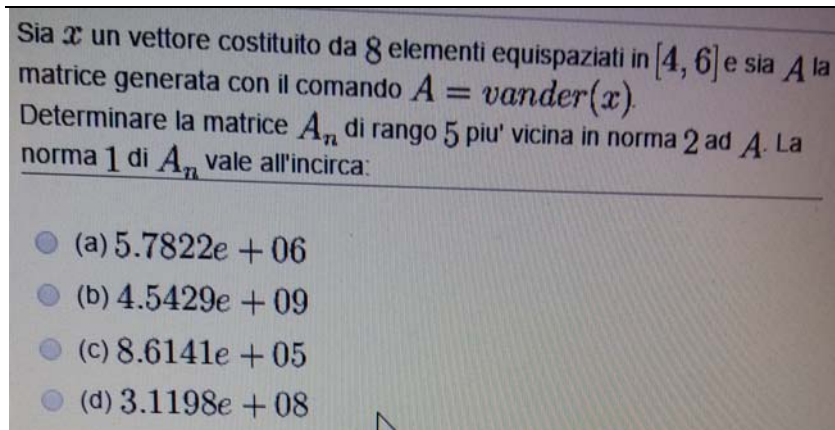 Sia x un vettore costituito da 8 elementi equispaziati in [4, 6] e sia A la
matrice generata con il comando A = vander(x).
Determinare la matrice Aₙ di rango 5 piu' vicina in norma 2 ad A. La
norma 1 di Aₙ vale all'incirca:
(a) 5.7822e + 06
(b) 4.5429e + 09
(c) 8.6141e + 05
(d) 3.1198e + 08